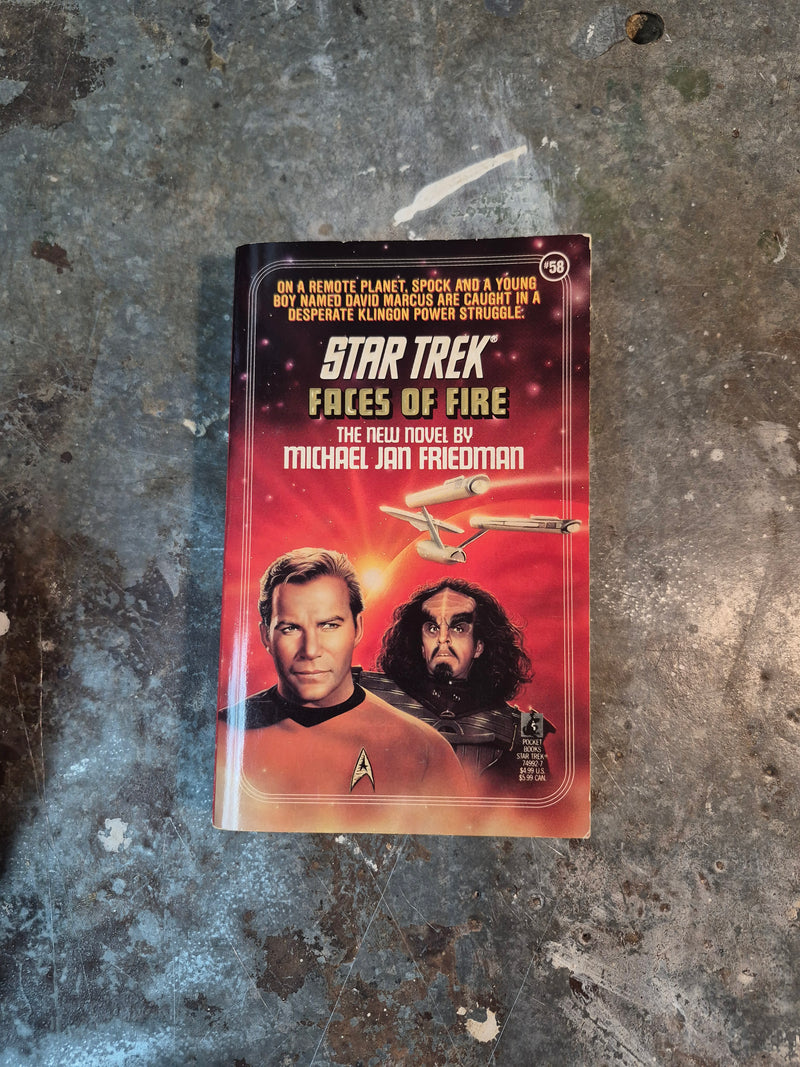 #58
ON A REMOTE PLANET, SPOCK AND A YOUNG
BOY NAMED DAVID MARCUS ARE CAUGHT IN A
DESPERATE KLINGON POWER STRUGGLE.
STAR TREK®
FACES OF FIRE
THE NEW NOVEL BY
MICHAEL JAN FRIEDMAN
POCKET
BOOKS
STAR TREK®
74992-7
$4.99 U.S.
$5.99 CAN.